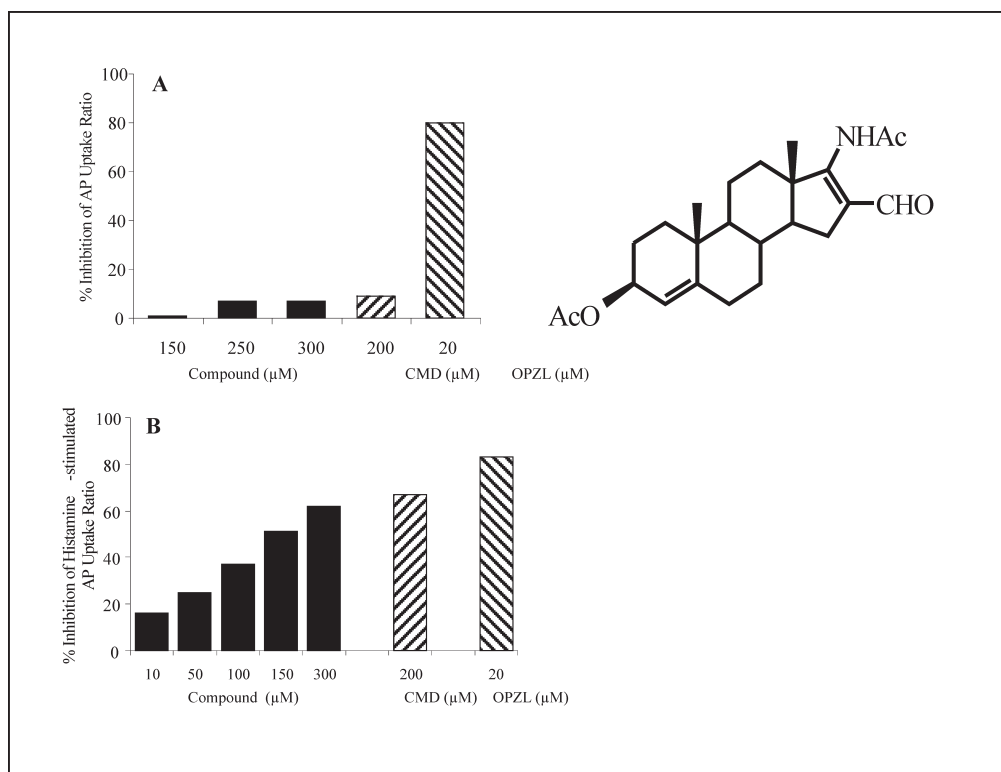 A
% Inhibition of AP Uptake Ratio
100
80
60
40
20
0
150 250 300 200 20
Compound (µM) CMD (µM) OPZL (µM)
NHAc
CHO
AcO
B
% Inhibition of Histamine -stimulated
AP Uptake Ratio
100
80
60
40
20
0
10 50 100 150 300 200 20
Compound (µM) CMD (µM) OPZL (µM)